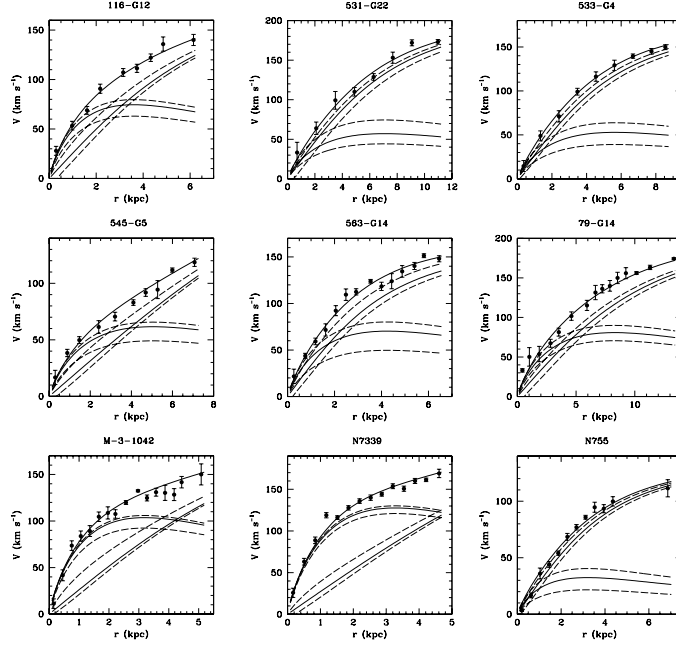 116-G12
531-G22
533-G4
V (km s⁻¹)
150
100
50
0
0 2 4 6
r (kpc)
V (km s⁻¹)
200
150
100
50
0
0 2 4 6 8 10 12
r (kpc)
V (km s⁻¹)
200
150
100
50
0
0 2 4 6 8
r (kpc)
545-G5
563-G14
79-G14
V (km s⁻¹)
100
50
0
0 2 4 6 8
r (kpc)
V (km s⁻¹)
150
100
50
0
0 2 4 6
r (kpc)
V (km s⁻¹)
200
150
100
50
0
0 5 10
r (kpc)
M-3-1042
N7339
N755
V (km s⁻¹)
150
100
50
0
0 1 2 3 4 5
r (kpc)
V (km s⁻¹)
150
100
50
0
0 1 2 3 4 5
r (kpc)
V (km s⁻¹)
100
50
0
0 2 4 6
r (kpc)